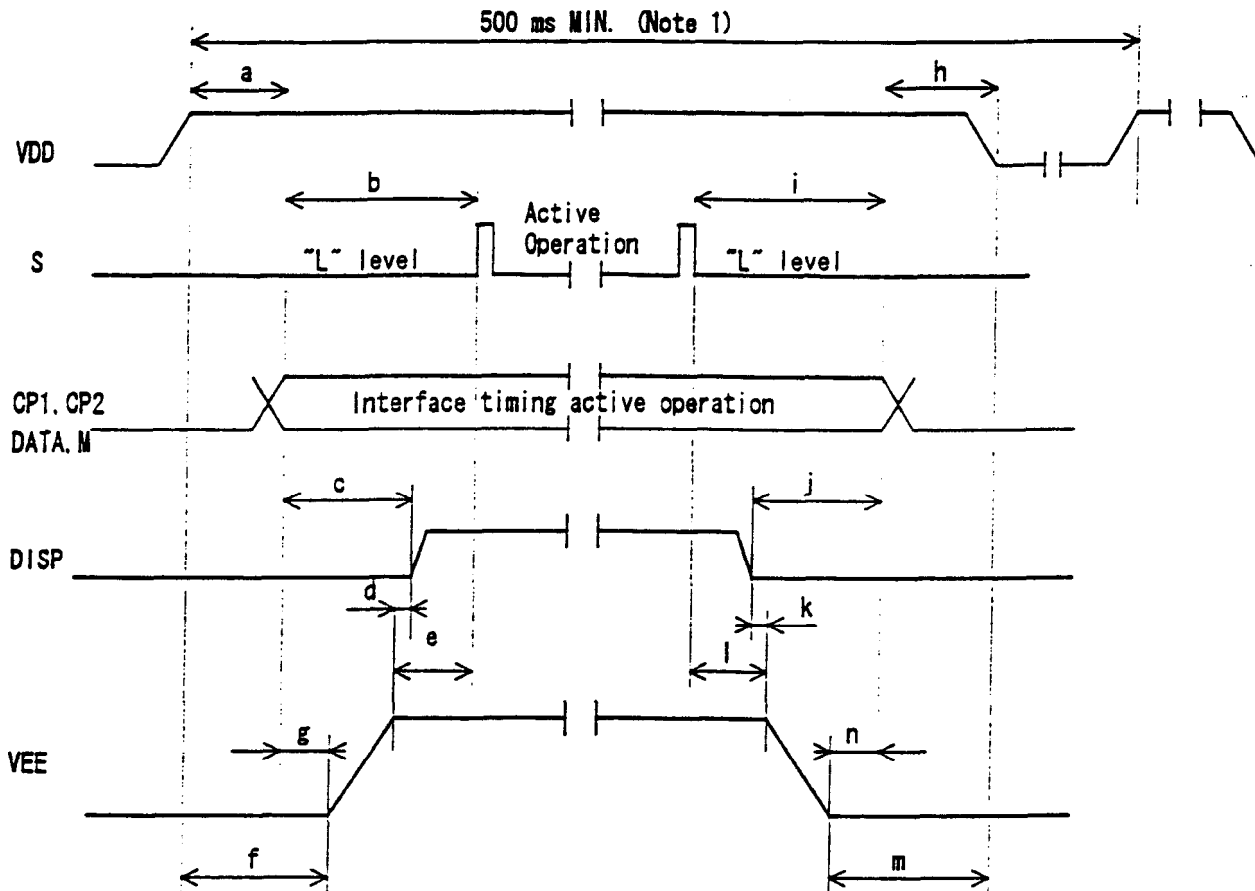 500 ms MIN. (Note 1)
a
h
VDD
b
i
Active
Operation
S
"L" level
"L" level
CP1, CP2
DATA, M
Interface timing active operation
c
j
DISP
d
k
e
l
g
n
VEE
f
m